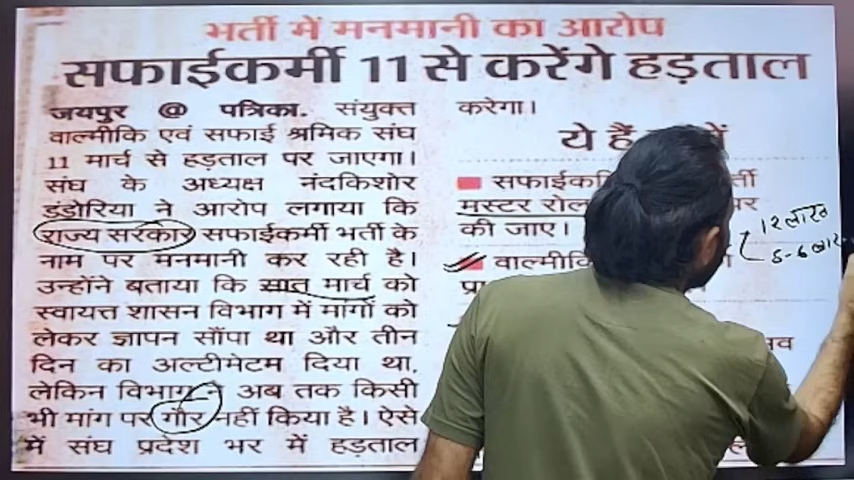 भर्ती में मनमानी का आरोप
सफाईकर्मी 11 से करेंगे हड़ताल
जयपुर @ पत्रिका. संयुक्त
वाल्मीकि एवं सफाई श्रमिक संघ
11 मार्च से हड़ताल पर जाएगा।
संघ के अध्यक्ष नंदकिशोर
डंडोरिया ने आरोप लगाया कि
राज्य सरकार सफाईकर्मी भर्ती के
नाम पर मनमानी कर रही है।
उन्होंने बताया कि सात मार्च को
स्वायत्त शासन विभाग में मांगों को
लेकर ज्ञापन सौंपा था और तीन
दिन का अल्टीमेटम दिया था,
लेकिन विभाग ने अब तक किसी
भी मांग पर गौर नहीं किया है। ऐसे
में संघ प्रदेश भर में हड़ताल
करेगा।
ये हैं
मस्टर रोल पर
की जाए।
12 लाख
5-6 लाख